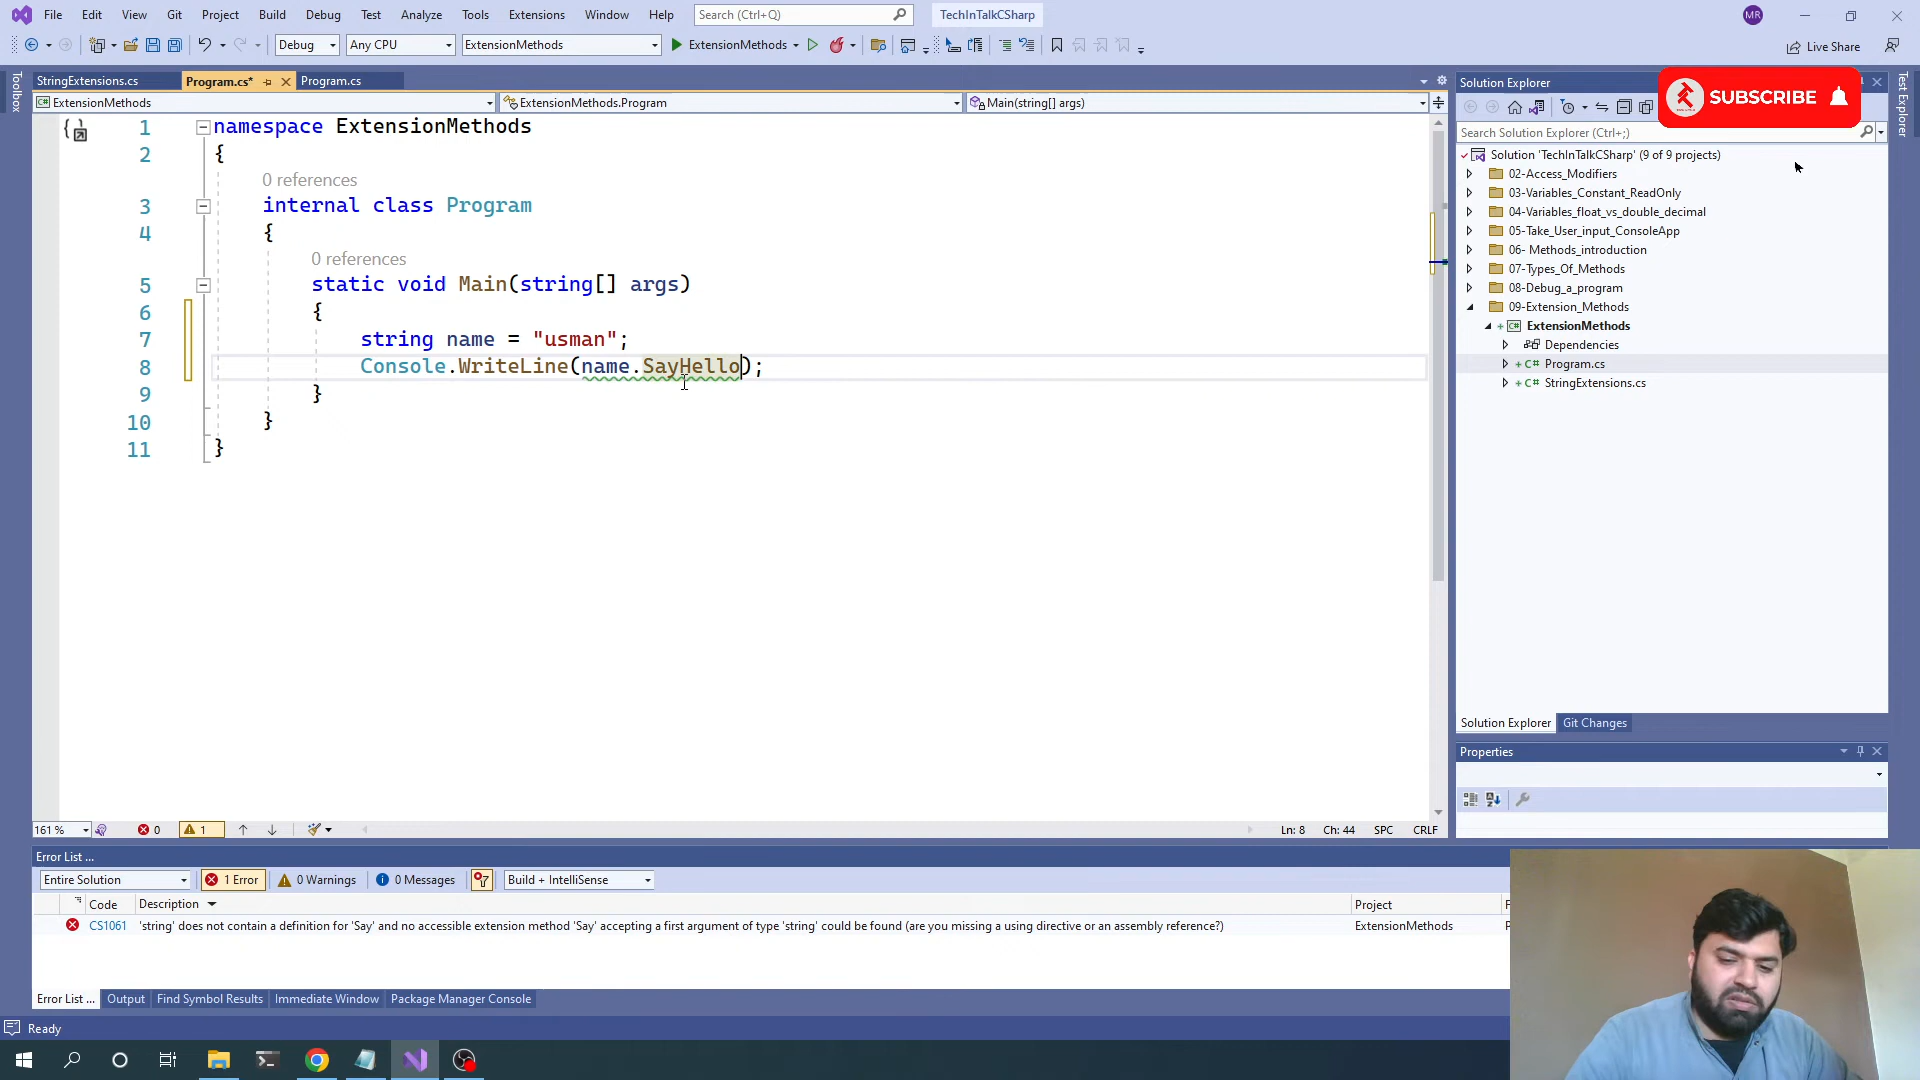 File Edit View Git Project Build Debug Test Analyze Tools Extensions Window Help Search (Ctrl+Q) TechInTalkCSharp MR
Debug Any CPU ExtensionMethods ExtensionMethods Live Share
Toolbox
StringExtensions.cs Program.cs* Program.cs
ExtensionMethods ExtensionMethods.Program Main(string[] args)
1 namespace ExtensionMethods
2 {
0 references
3 internal class Program
4 {
0 references
5 static void Main(string[] args)
6 {
7 string name = "usman";
8 Console.WriteLine(name.SayHello);
9 }
10 }
11 }
161 % 0 1 Ln: 8 Ch: 44 SPC CRLF
Solution Explorer
SUBSCRIBE
Test Explorer
Search Solution Explorer (Ctrl+;)
Solution 'TechInTalkCSharp' (9 of 9 projects)
02-Access_Modifiers
03-Variables_Constant_ReadOnly
04-Variables_float_vs_double_decimal
05-Take_User_input_ConsoleApp
06- Methods_introduction
07-Types_Of_Methods
08-Debug_a_program
09-Extension_Methods
ExtensionMethods
Dependencies
Program.cs
StringExtensions.cs
Solution Explorer Git Changes
Properties
Error List ...
Entire Solution 1 Error 0 Warnings 0 Messages Build + IntelliSense
Code Description Project F
CS1061 'string' does not contain a definition for 'Say' and no accessible extension method 'Say' accepting a first argument of type 'string' could be found (are you missing a using directive or an assembly reference?) ExtensionMethods P
Error List ... Output Find Symbol Results Immediate Window Package Manager Console
Ready